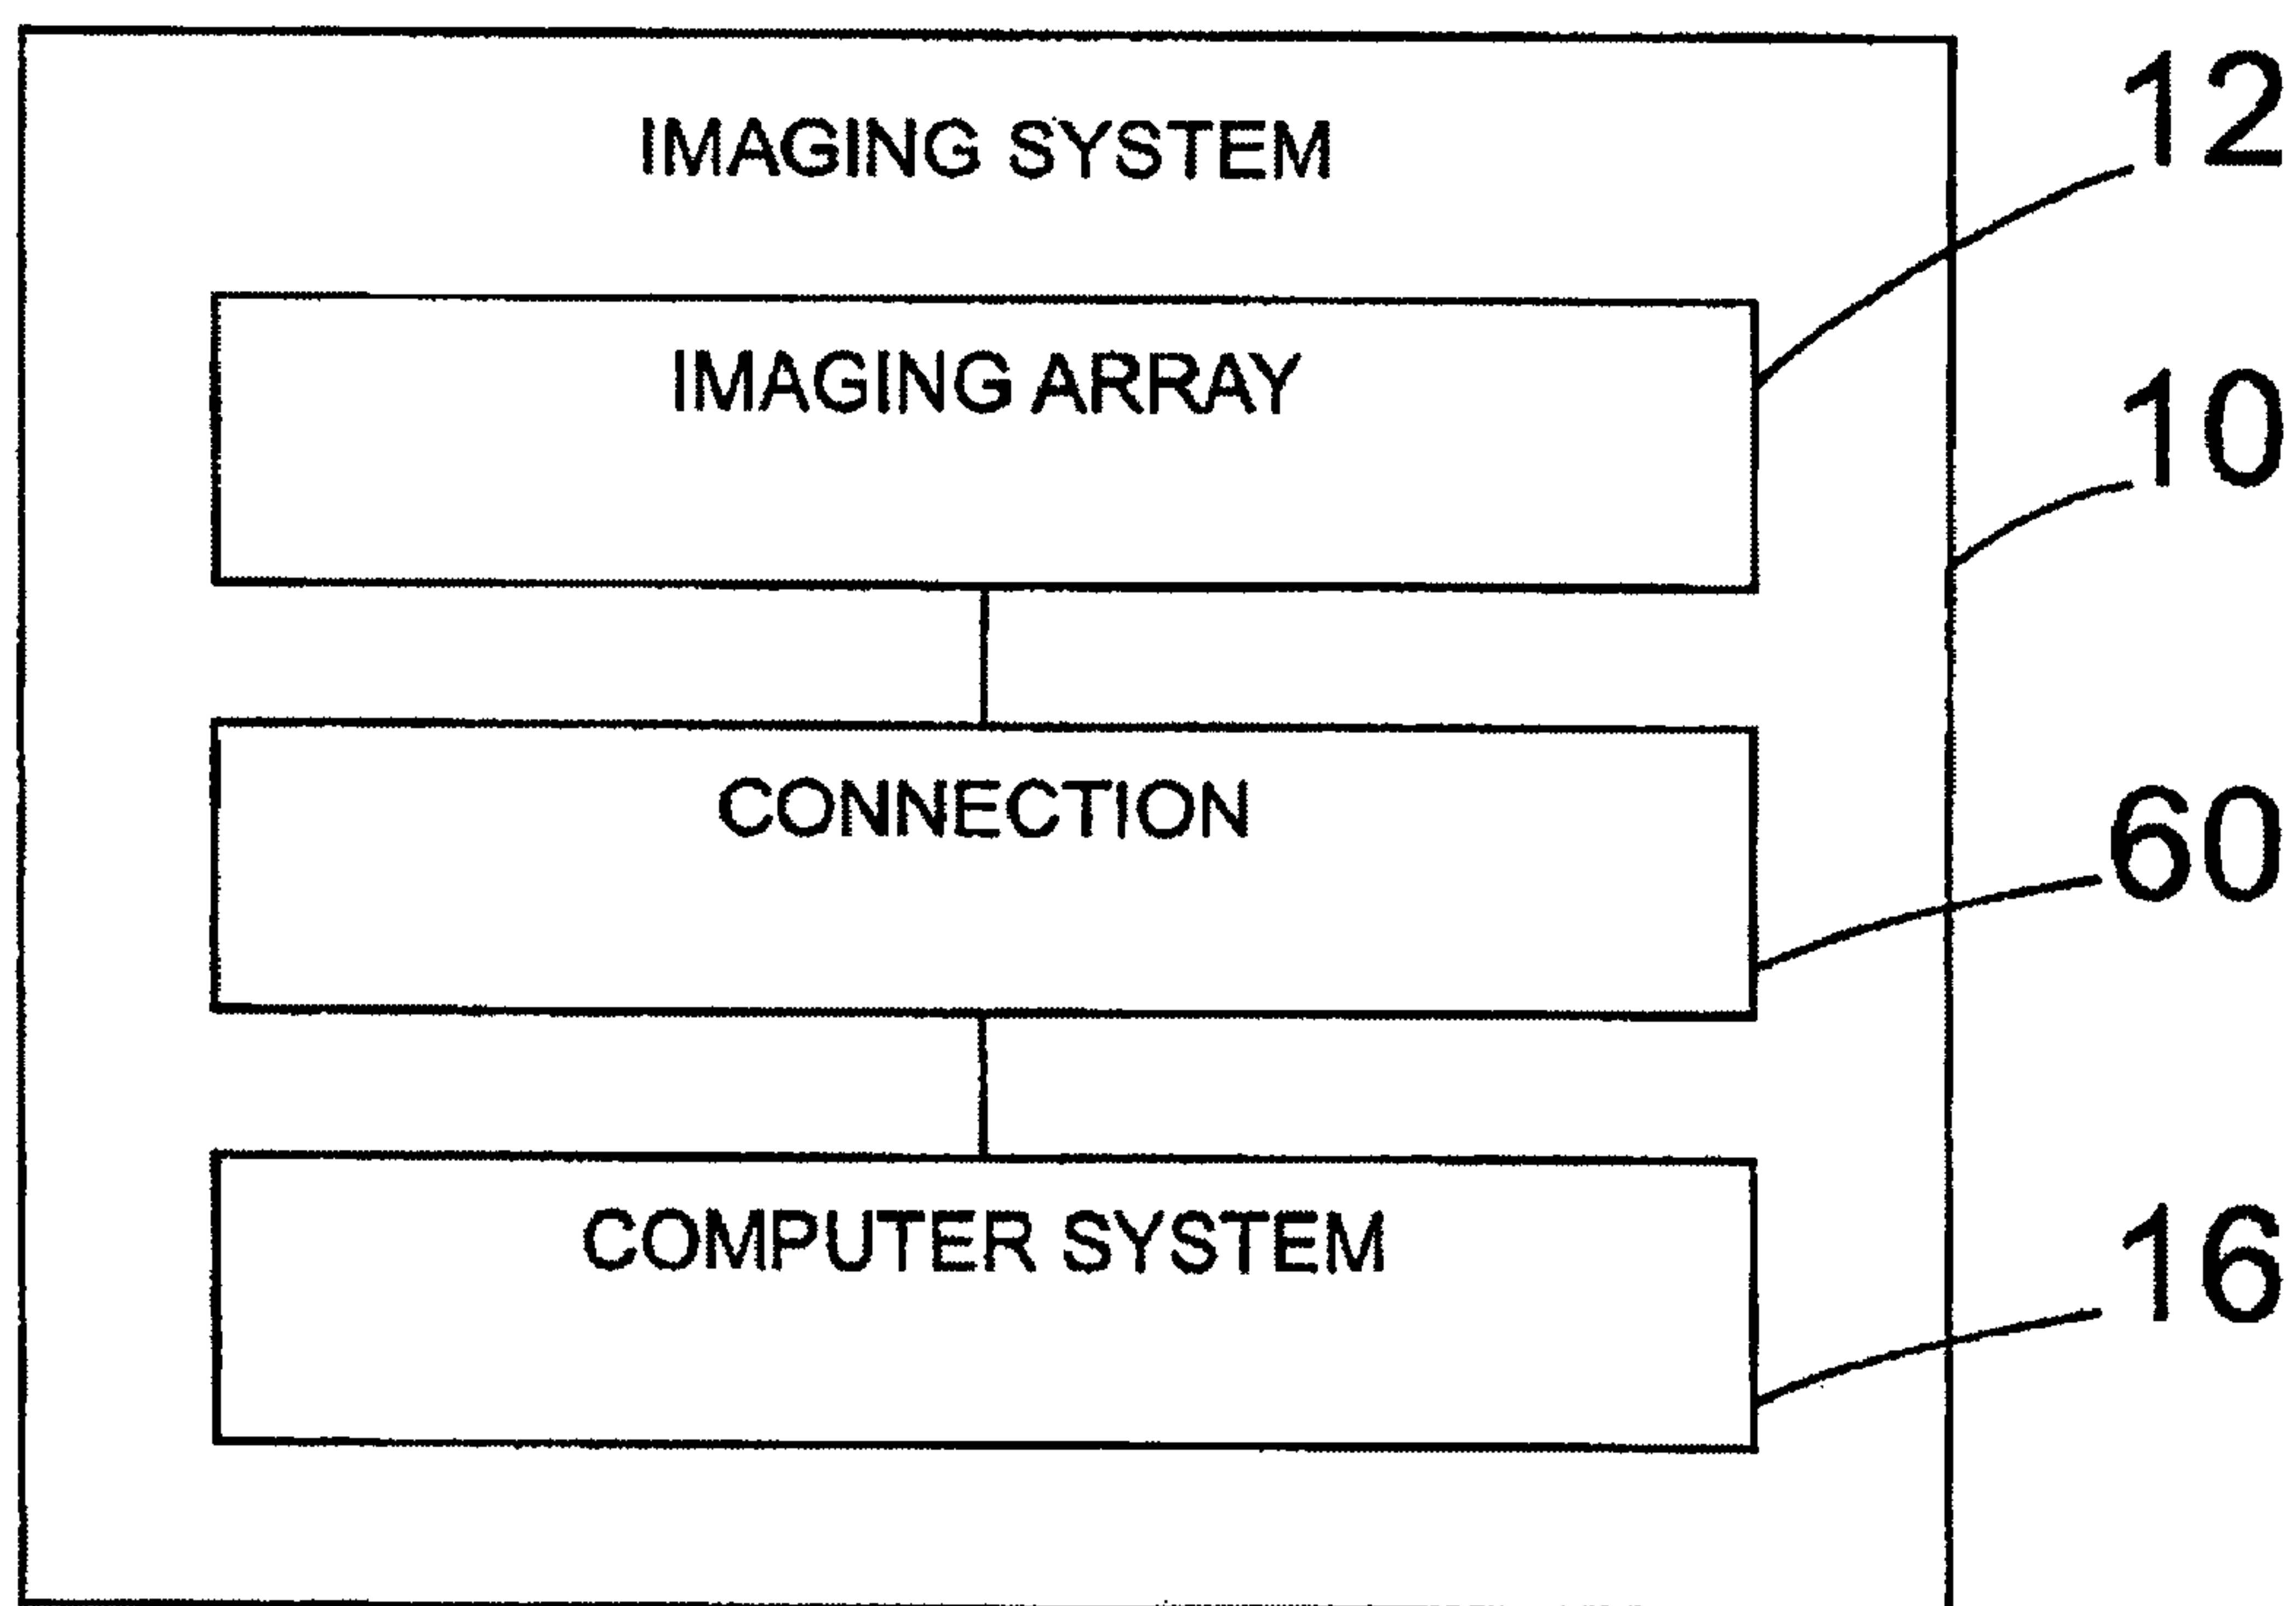 IMAGING SYSTEM
12
IMAGING ARRAY
10
CONNECTION
60
COMPUTER SYSTEM
16